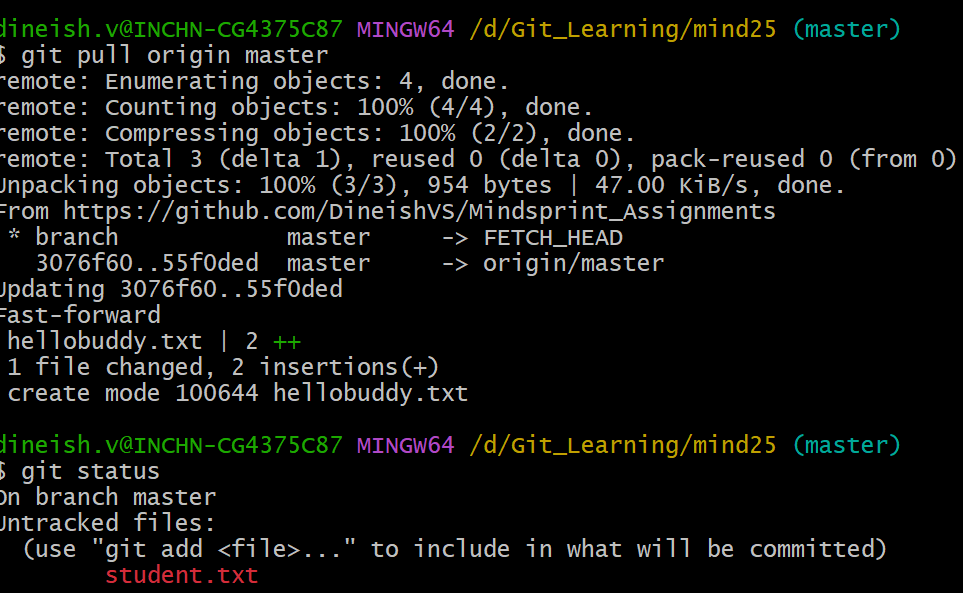 dineish.v@INCHN-CG4375C87 MINGW64 /d/Git_Learning/mind25 (master)
$ git pull origin master
remote: Enumerating objects: 4, done.
remote: Counting objects: 100% (4/4), done.
remote: Compressing objects: 100% (2/2), done.
remote: Total 3 (delta 1), reused 0 (delta 0), pack-reused 0 (from 0)
Unpacking objects: 100% (3/3), 954 bytes | 47.00 KiB/s, done.
From https://github.com/DineishVS/Mindsprint_Assignments
 * branch            master     -> FETCH_HEAD
   3076f60..55f0ded  master     -> origin/master
Updating 3076f60..55f0ded
Fast-forward
 hellobuddy.txt | 2 ++
 1 file changed, 2 insertions(+)
 create mode 100644 hellobuddy.txt
dineish.v@INCHN-CG4375C87 MINGW64 /d/Git_Learning/mind25 (master)
$ git status
On branch master
Untracked files:
  (use "git add <file>..." to include in what will be committed)
        student.txt